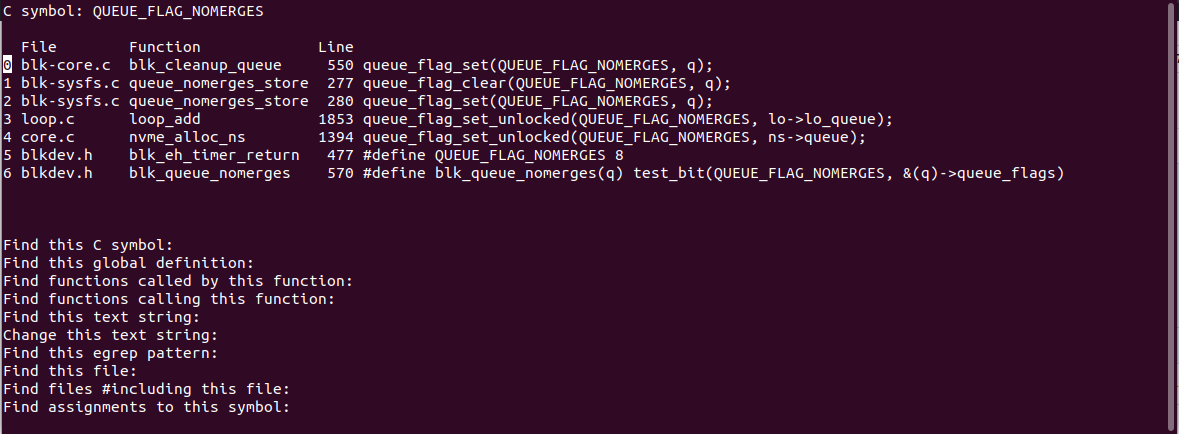 C symbol: QUEUE_FLAG_NOMERGES
File Function Line
0 blk-core.c blk_cleanup_queue 550 queue_flag_set(QUEUE_FLAG_NOMERGES, q);
1 blk-sysfs.c queue_nomerges_store 277 queue_flag_clear(QUEUE_FLAG_NOMERGES, q);
2 blk-sysfs.c queue_nomerges_store 280 queue_flag_set(QUEUE_FLAG_NOMERGES, q);
3 loop.c loop_add 1853 queue_flag_set_unlocked(QUEUE_FLAG_NOMERGES, lo->lo_queue);
4 core.c nvme_alloc_ns 1394 queue_flag_set_unlocked(QUEUE_FLAG_NOMERGES, ns->queue);
5 blkdev.h blk_eh_timer_return 477 #define QUEUE_FLAG_NOMERGES 8
6 blkdev.h blk_queue_nomerges 570 #define blk_queue_nomerges(q) test_bit(QUEUE_FLAG_NOMERGES, &(q)->queue_flags)
Find this C symbol:
Find this global definition:
Find functions called by this function:
Find functions calling this function:
Find this text string:
Change this text string:
Find this egrep pattern:
Find this file:
Find files #including this file:
Find assignments to this symbol: